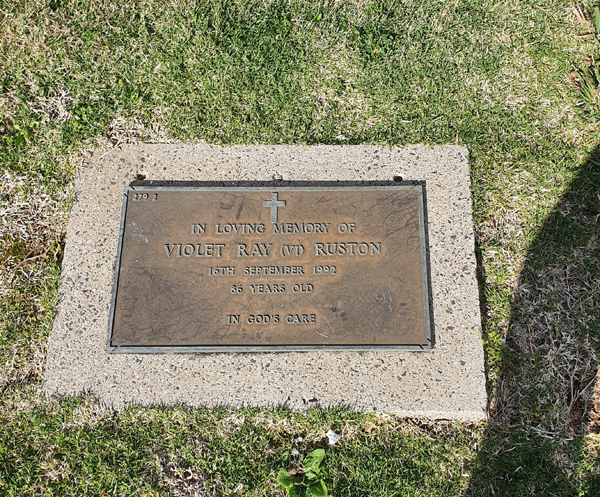 279 2
IN LOVING MEMORY OF
VIOLET RAY (VI) RUSTON
16TH SEPTEMBER 1992
86 YEARS OLD
IN GOD'S CARE